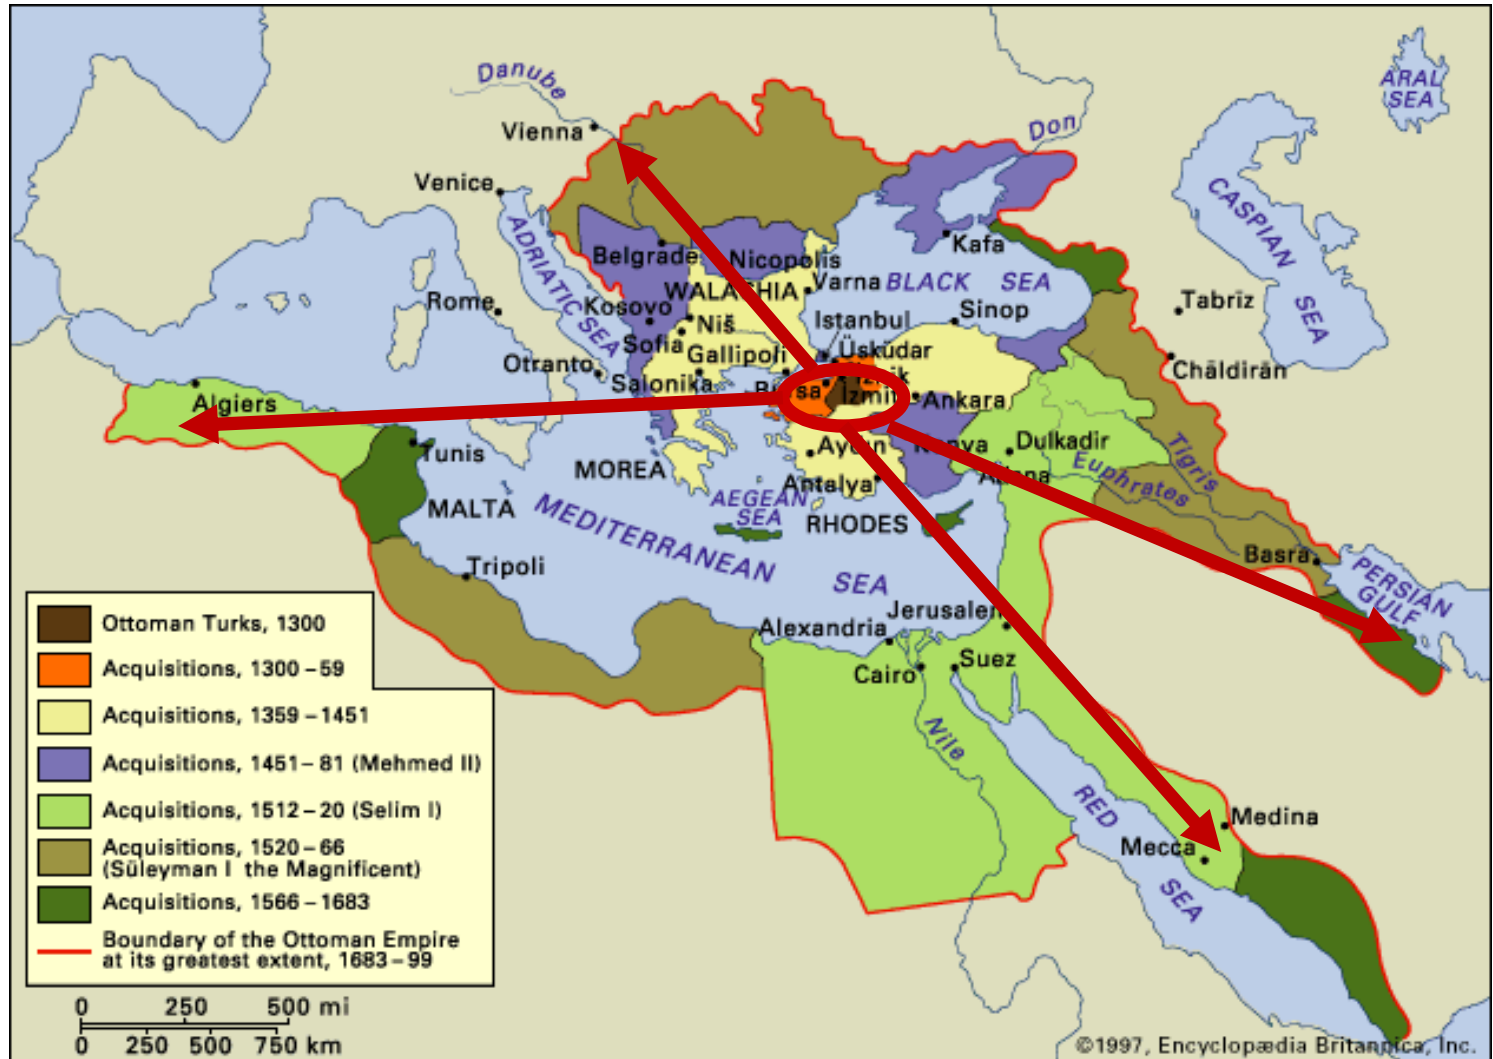 Danube
Vienna
Don
ARAL
SEA
Venice
CASPIAN
SEA
ADRIATIC SEA
Belgrade
Nicopolis
Kafa
WALACHIA
Varna
BLACK SEA
Tabrīz
Rome
Kosovo
Niš
Sinop
Istanbul
Sofia
Gallipoli
Üsküdar
Otranto
Salonika
Chāldirān
İzmit
Ankara
Algiers
Aydın
Dulkadir
Tunis
MOREA
Antalya
Tigris
Euphrates
MALTA
AEGEAN
SEA
RHODES
MEDITERRANEAN SEA
Basra
PERSIAN
GULF
Tripoli
Alexandria
Cairo
Suez
Nile
RED
SEA
Medina
Mecca
Ottoman Turks, 1300
Acquisitions, 1300–59
Acquisitions, 1359–1451
Acquisitions, 1451–81 (Mehmed II)
Acquisitions, 1512–20 (Selim I)
Acquisitions, 1520–66
(Süleyman I the Magnificent)
Acquisitions, 1566–1683
Boundary of the Ottoman Empire
at its greatest extent, 1683–99
0 250 500 mi
0 250 500 750 km
©1997, Encyclopædia Britannica, Inc.